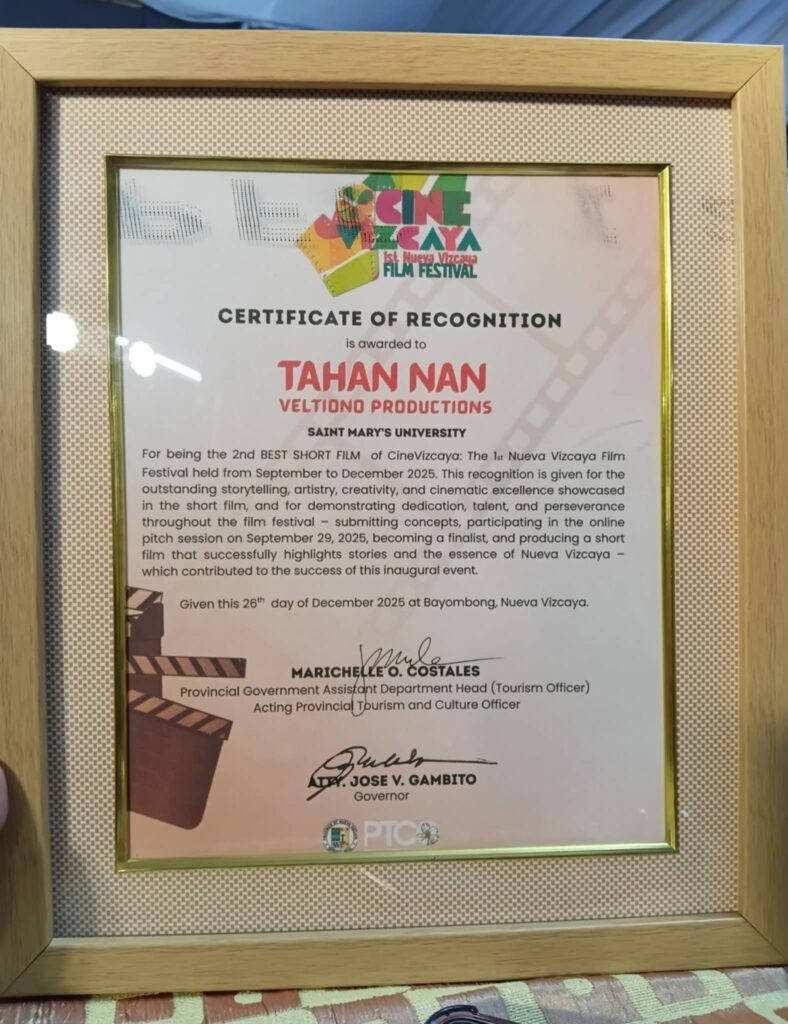 CINE
VIZCAYA
1st. Nueva Vizcaya
FILM FESTIVAL
CERTIFICATE OF RECOGNITION
is awarded to
TAHAN NAN
VELTIONO PRODUCTIONS
SAINT MARY'S UNIVERSITY
For being the 2nd BEST SHORT FILM of CineVizcaya: The 1st Nueva Vizcaya Film
Festival held from September to December 2025. This recognition is given for the
outstanding storytelling, artistry, creativity, and cinematic excellence showcased
in the short film, and for demonstrating dedication, talent, and perseverance
throughout the film festival – submitting concepts, participating in the online
pitch session on September 29, 2025, becoming a finalist, and producing a short
film that successfully highlights stories and the essence of Nueva Vizcaya –
which contributed to the success of this inaugural event.
Given this 26th day of December 2025 at Bayombong, Nueva Vizcaya.
MARICHELLE O. COSTALES
Provincial Government Assistant Department Head (Tourism Officer)
Acting Provincial Tourism and Culture Officer
ATTY. JOSE V. GAMBITO
Governor
PTCO